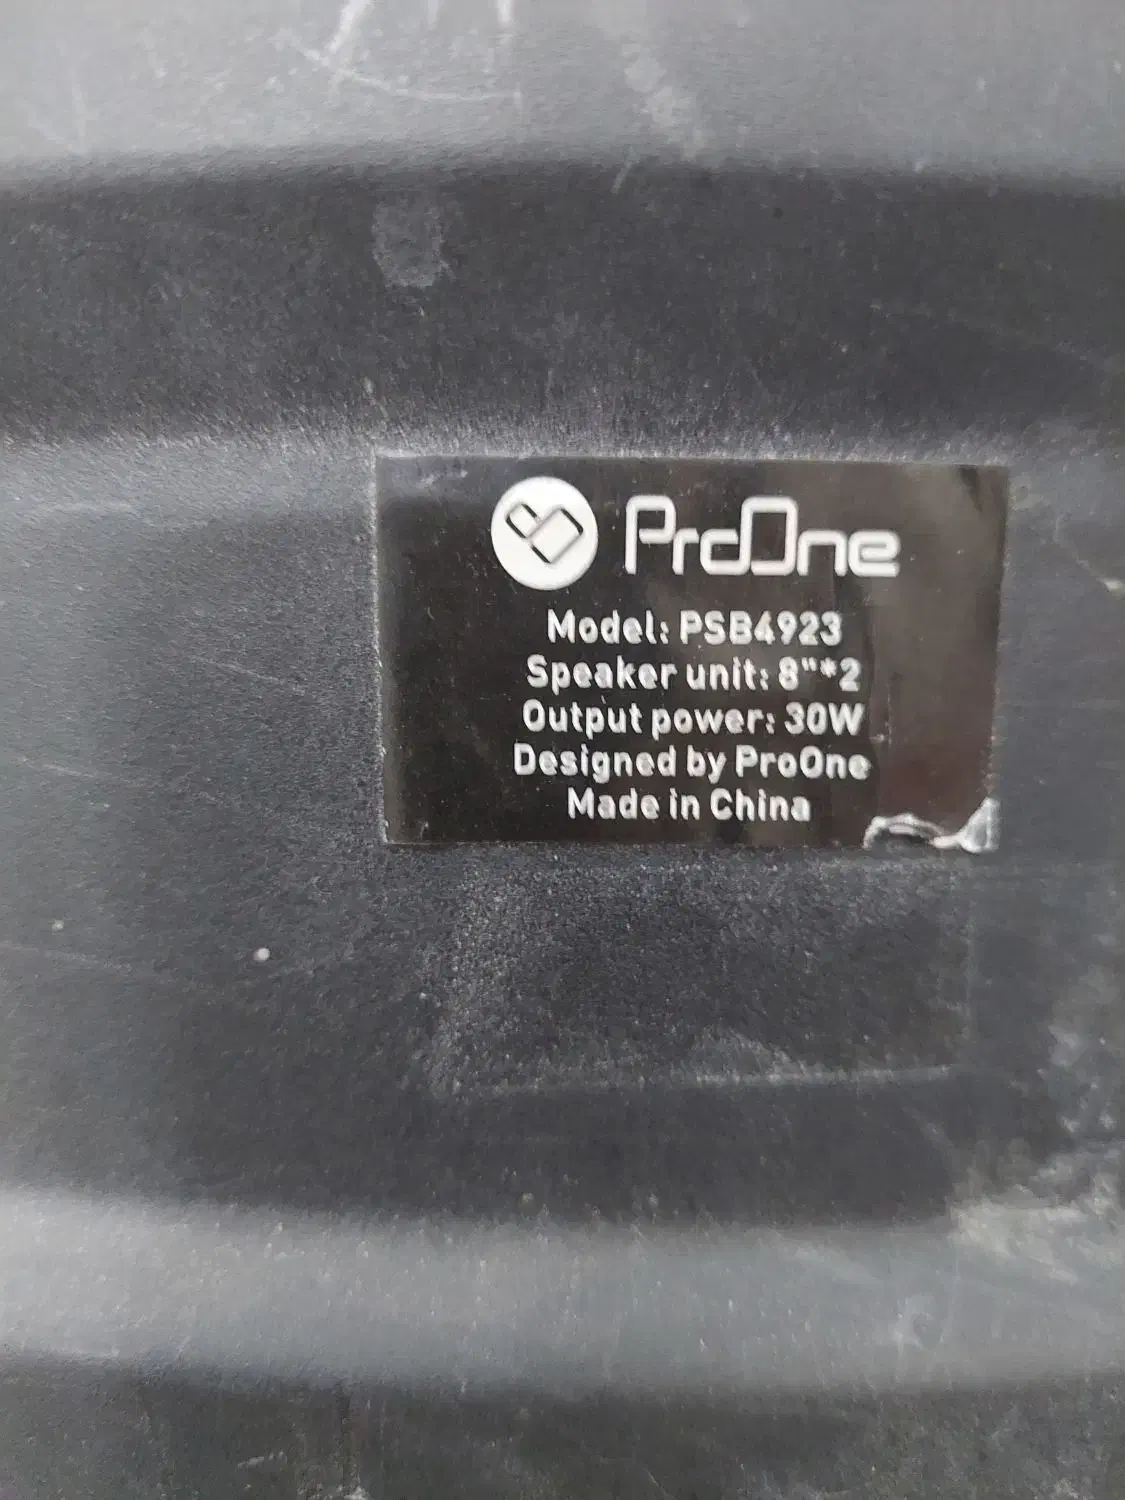 ProOne
Model: PSB4923
Speaker unit: 8"*2
Output power: 30W
Designed by ProOne
Made in China